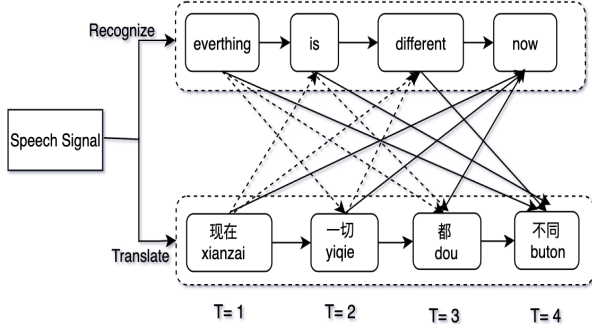 Recognize
everthing
is
different
now
Speech Signal
Translate
现在
xianzai
一切
yiqie
都
dou
不同
buton
T= 1
T= 2
T= 3
T= 4